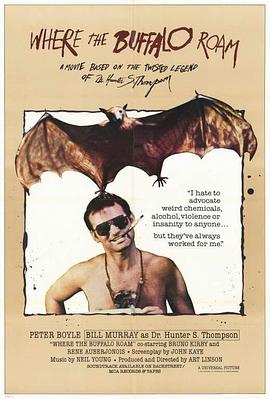 WHERE THE BUFFALO ROAM
A MOVIE BASED ON THE TWISTED LEGEND
OF Dr. Hunter S. Thompson
"I hate to
advocate
weird chemicals,
alcohol, violence or
insanity to anyone…
but they've always
worked for me."
PETER BOYLE BILL MURRAY as Dr. Hunter S. Thompson
"WHERE THE BUFFALO ROAM" co-starring BRUNO KIRBY and
RENE AUBERJONOIS • Screenplay by JOHN KAYE
Music by NEIL YOUNG • Produced and Directed by ART LINSON
SOUNDTRACK AVAILABLE ON BACKSTREET/
MCA RECORDS & TAPES
A UNIVERSAL PICTURE